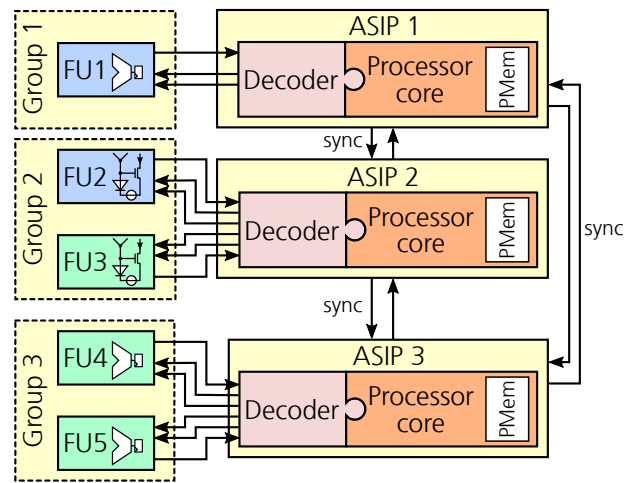 Group 1
FU1
ASIP 1
Decoder
Processor
core
PMem
sync
Group 2
FU2
FU3
ASIP 2
Decoder
Processor
core
PMem
sync
sync
Group 3
FU4
FU5
ASIP 3
Decoder
Processor
core
PMem